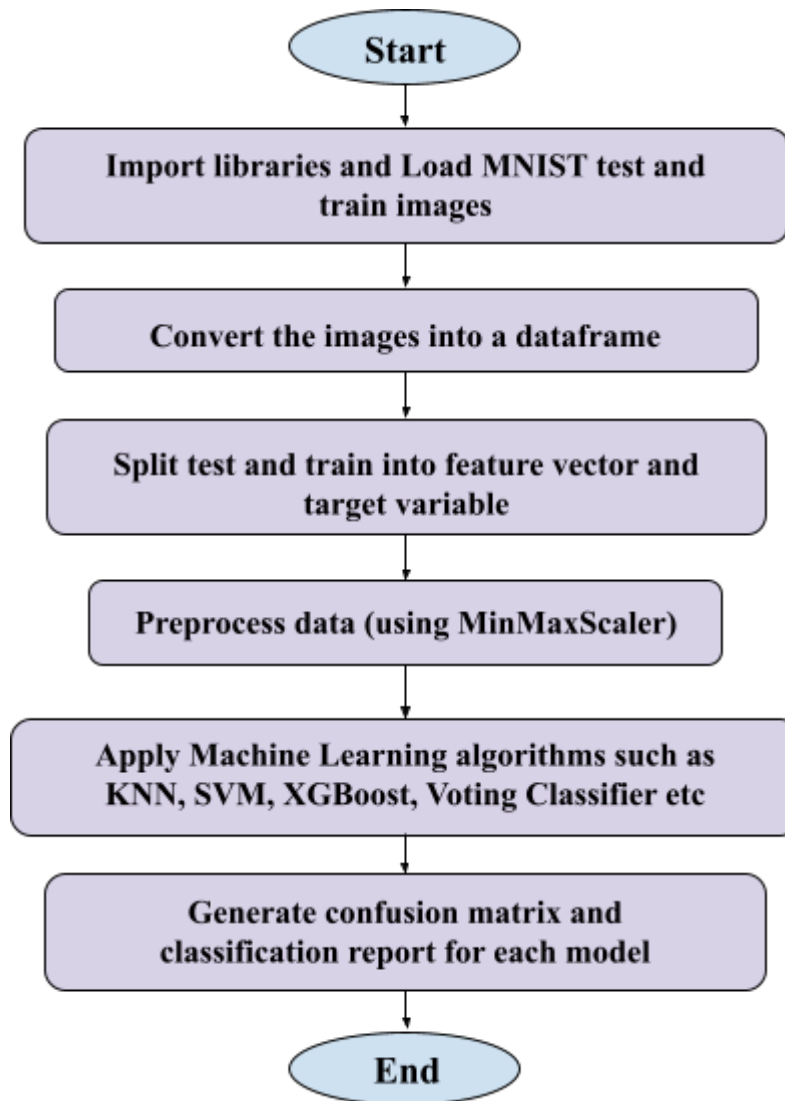 Start
Import libraries and Load MNIST test and
train images
Convert the images into a dataframe
Split test and train into feature vector and
target variable
Preprocess data (using MinMaxScaler)
Apply Machine Learning algorithms such as
KNN, SVM, XGBoost, Voting Classifier etc
Generate confusion matrix and
classification report for each model
End